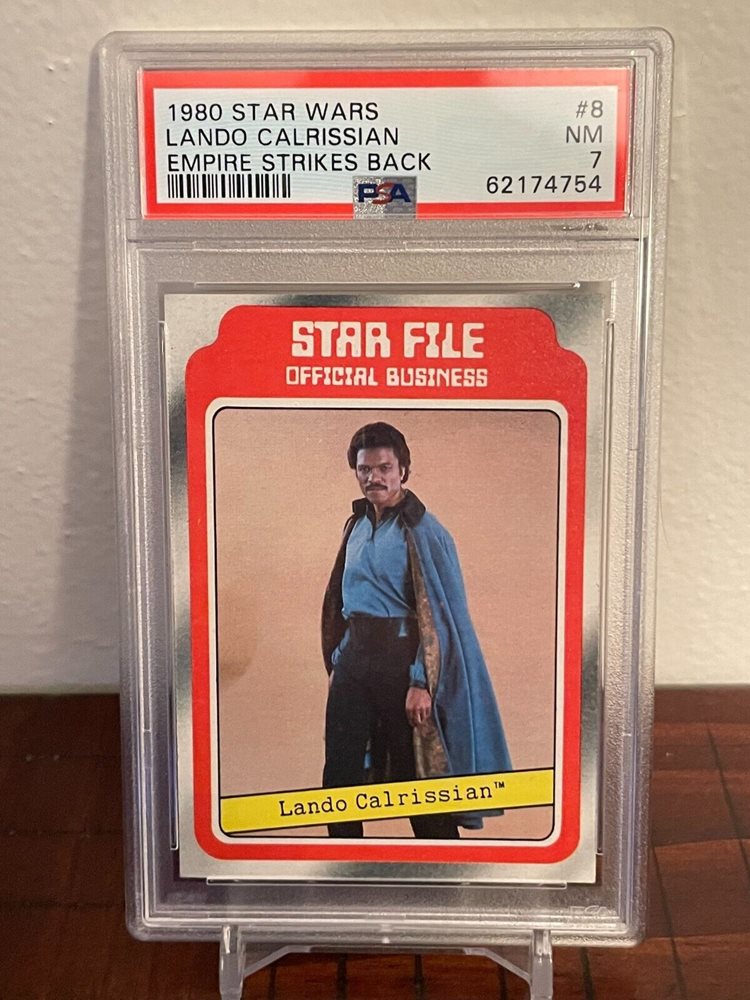 1980 STAR WARS #8
LANDO CALRISSIAN NM
EMPIRE STRIKES BACK 7
PSA 62174754
STAR FILE
OFFICIAL BUSINESS
Lando Calrissian™
PSA